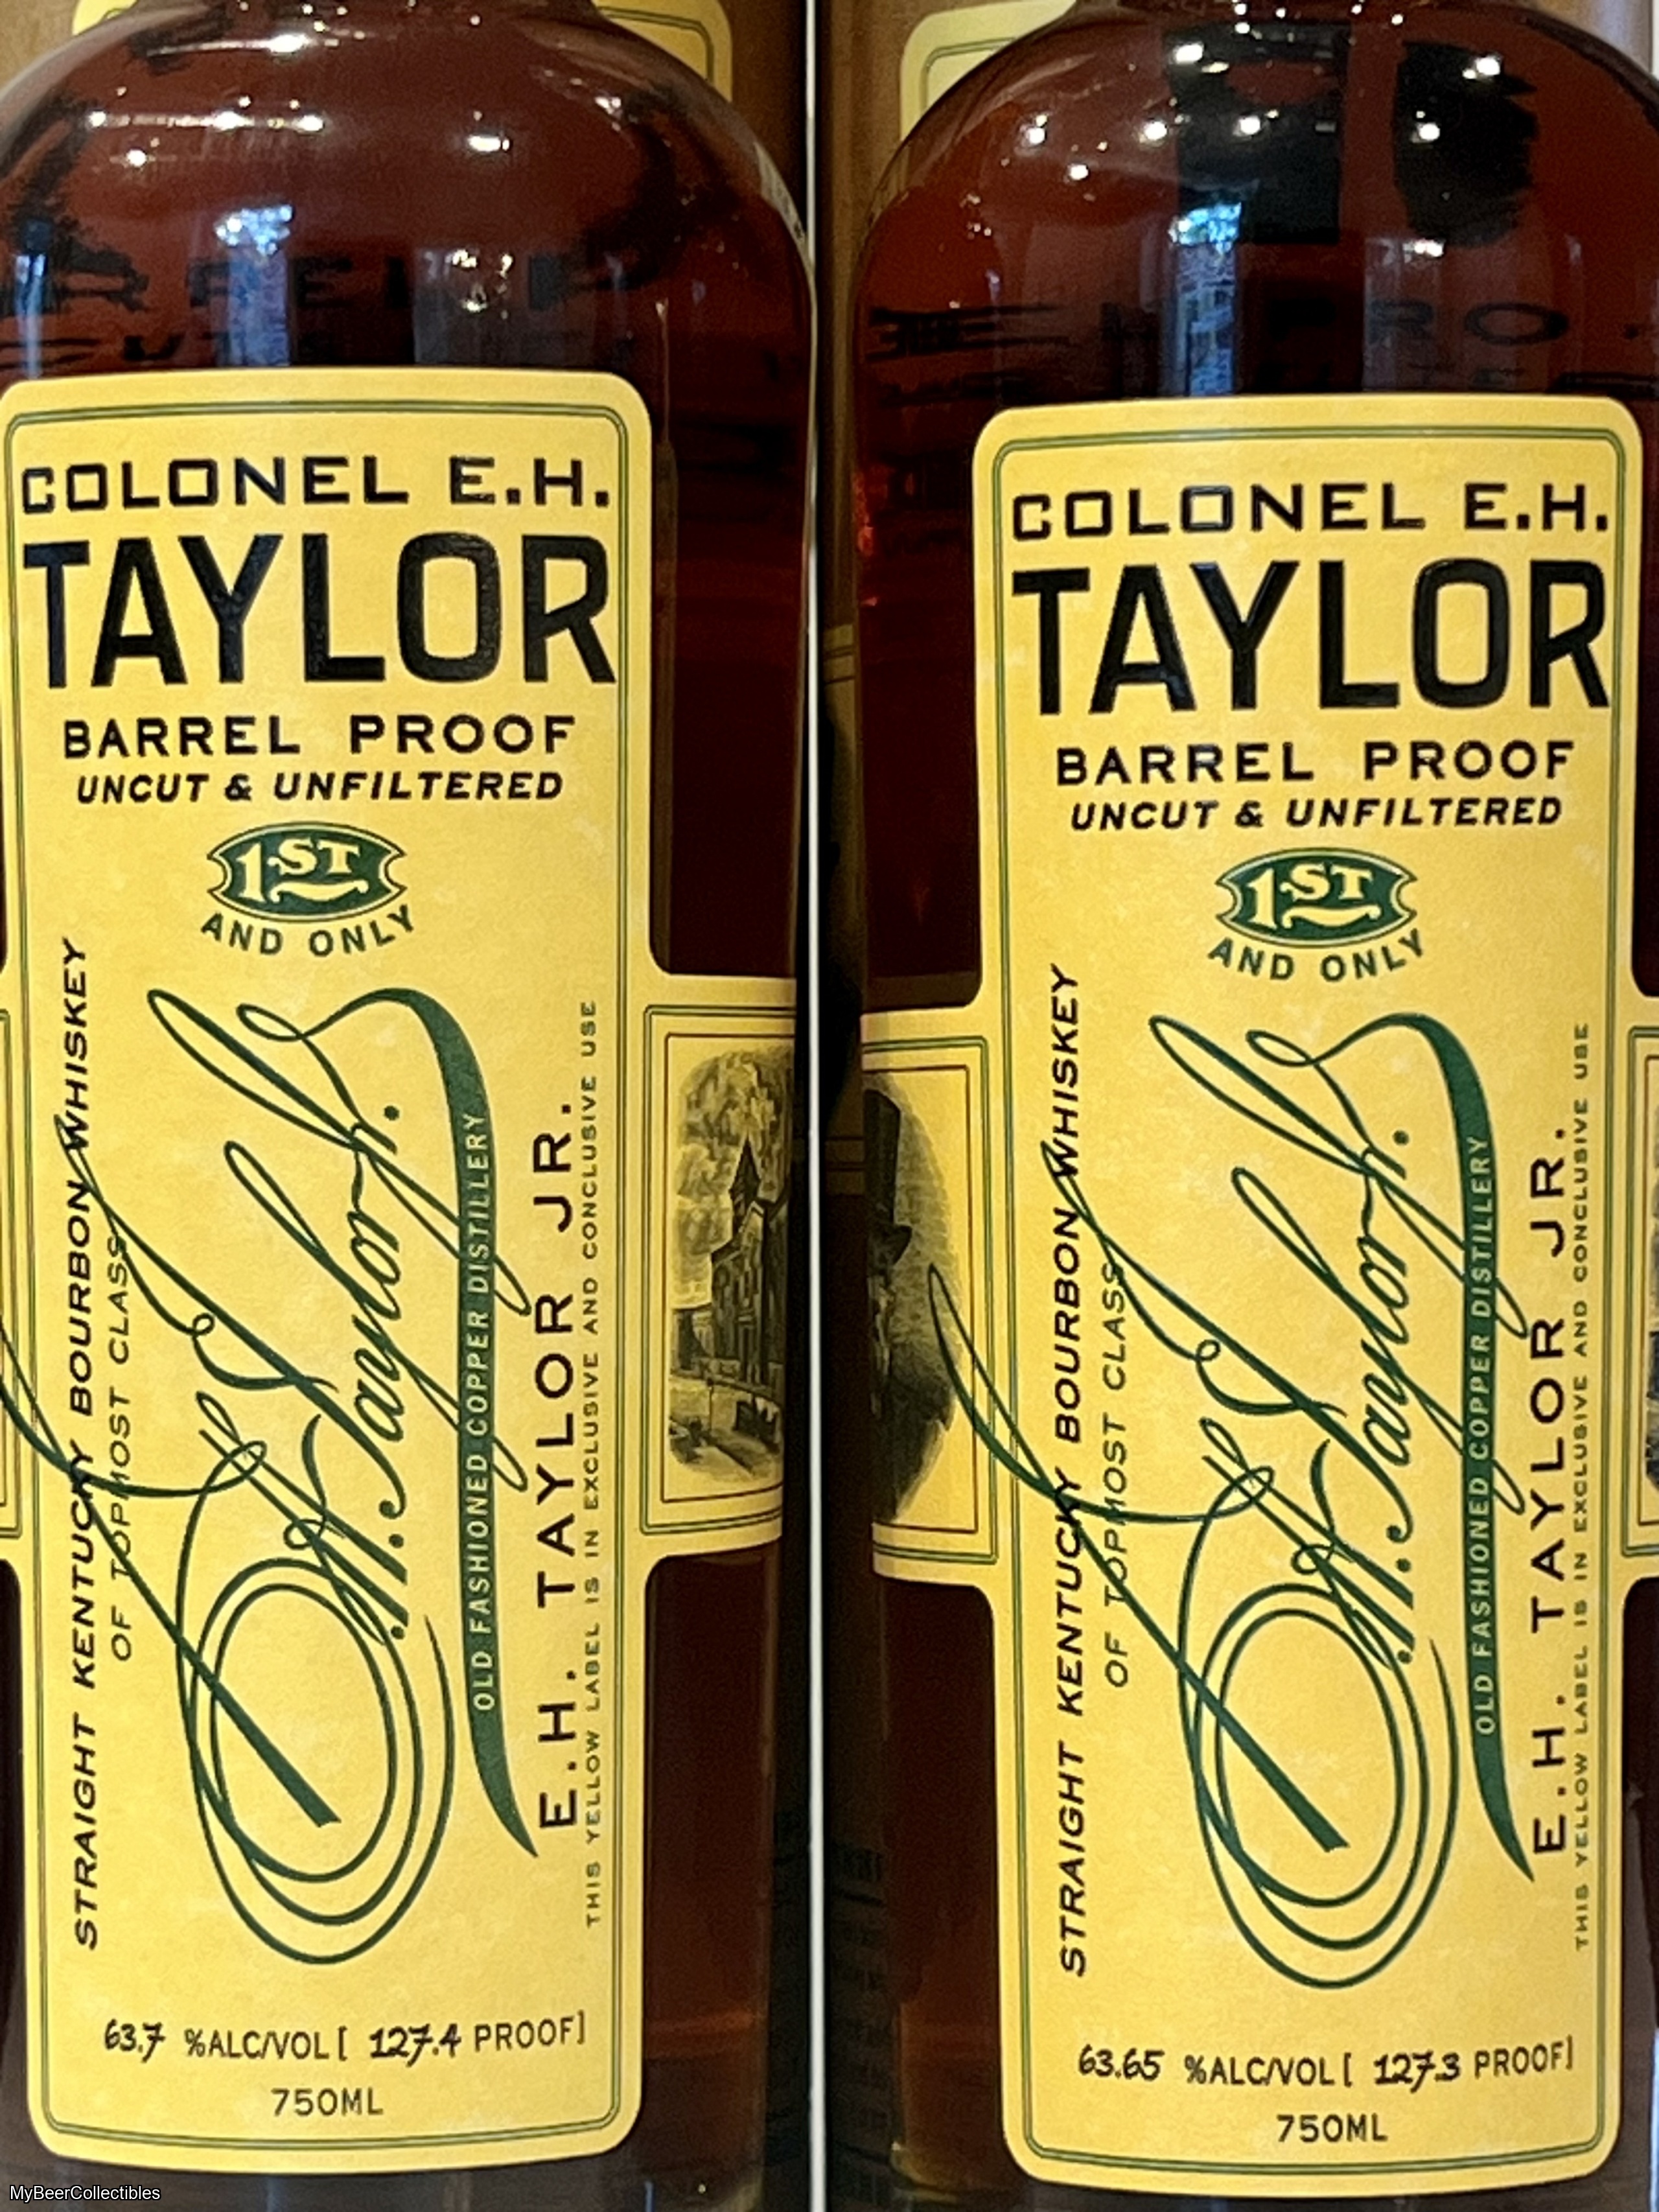 COLONEL E.H.
TAYLOR
BARREL PROOF
UNCUT & UNFILTERED
1ST
AND ONLY
STRAIGHT KENTUCKY BOURBON WHISKEY
OF TOPMOST CLASS
H. Taylor, Jr.
OLD FASHIONED COPPER DISTILLERY
E.H. TAYLOR JR.
THIS YELLOW LABEL IS IN EXCLUSIVE AND CONCLUSIVE USE
63.7 %ALC/VOL [ 127.4 PROOF]
750ML
COLONEL E.H.
TAYLOR
BARREL PROOF
UNCUT & UNFILTERED
1ST
AND ONLY
STRAIGHT KENTUCKY BOURBON WHISKEY
OF TOPMOST CLASS
H. Taylor, Jr.
OLD FASHIONED COPPER DISTILLERY
E.H. TAYLOR JR.
THIS YELLOW LABEL IS IN EXCLUSIVE AND CONCLUSIVE USE
63.65 %ALC/VOL [ 127.3 PROOF]
750ML
MyBeerCollectibles